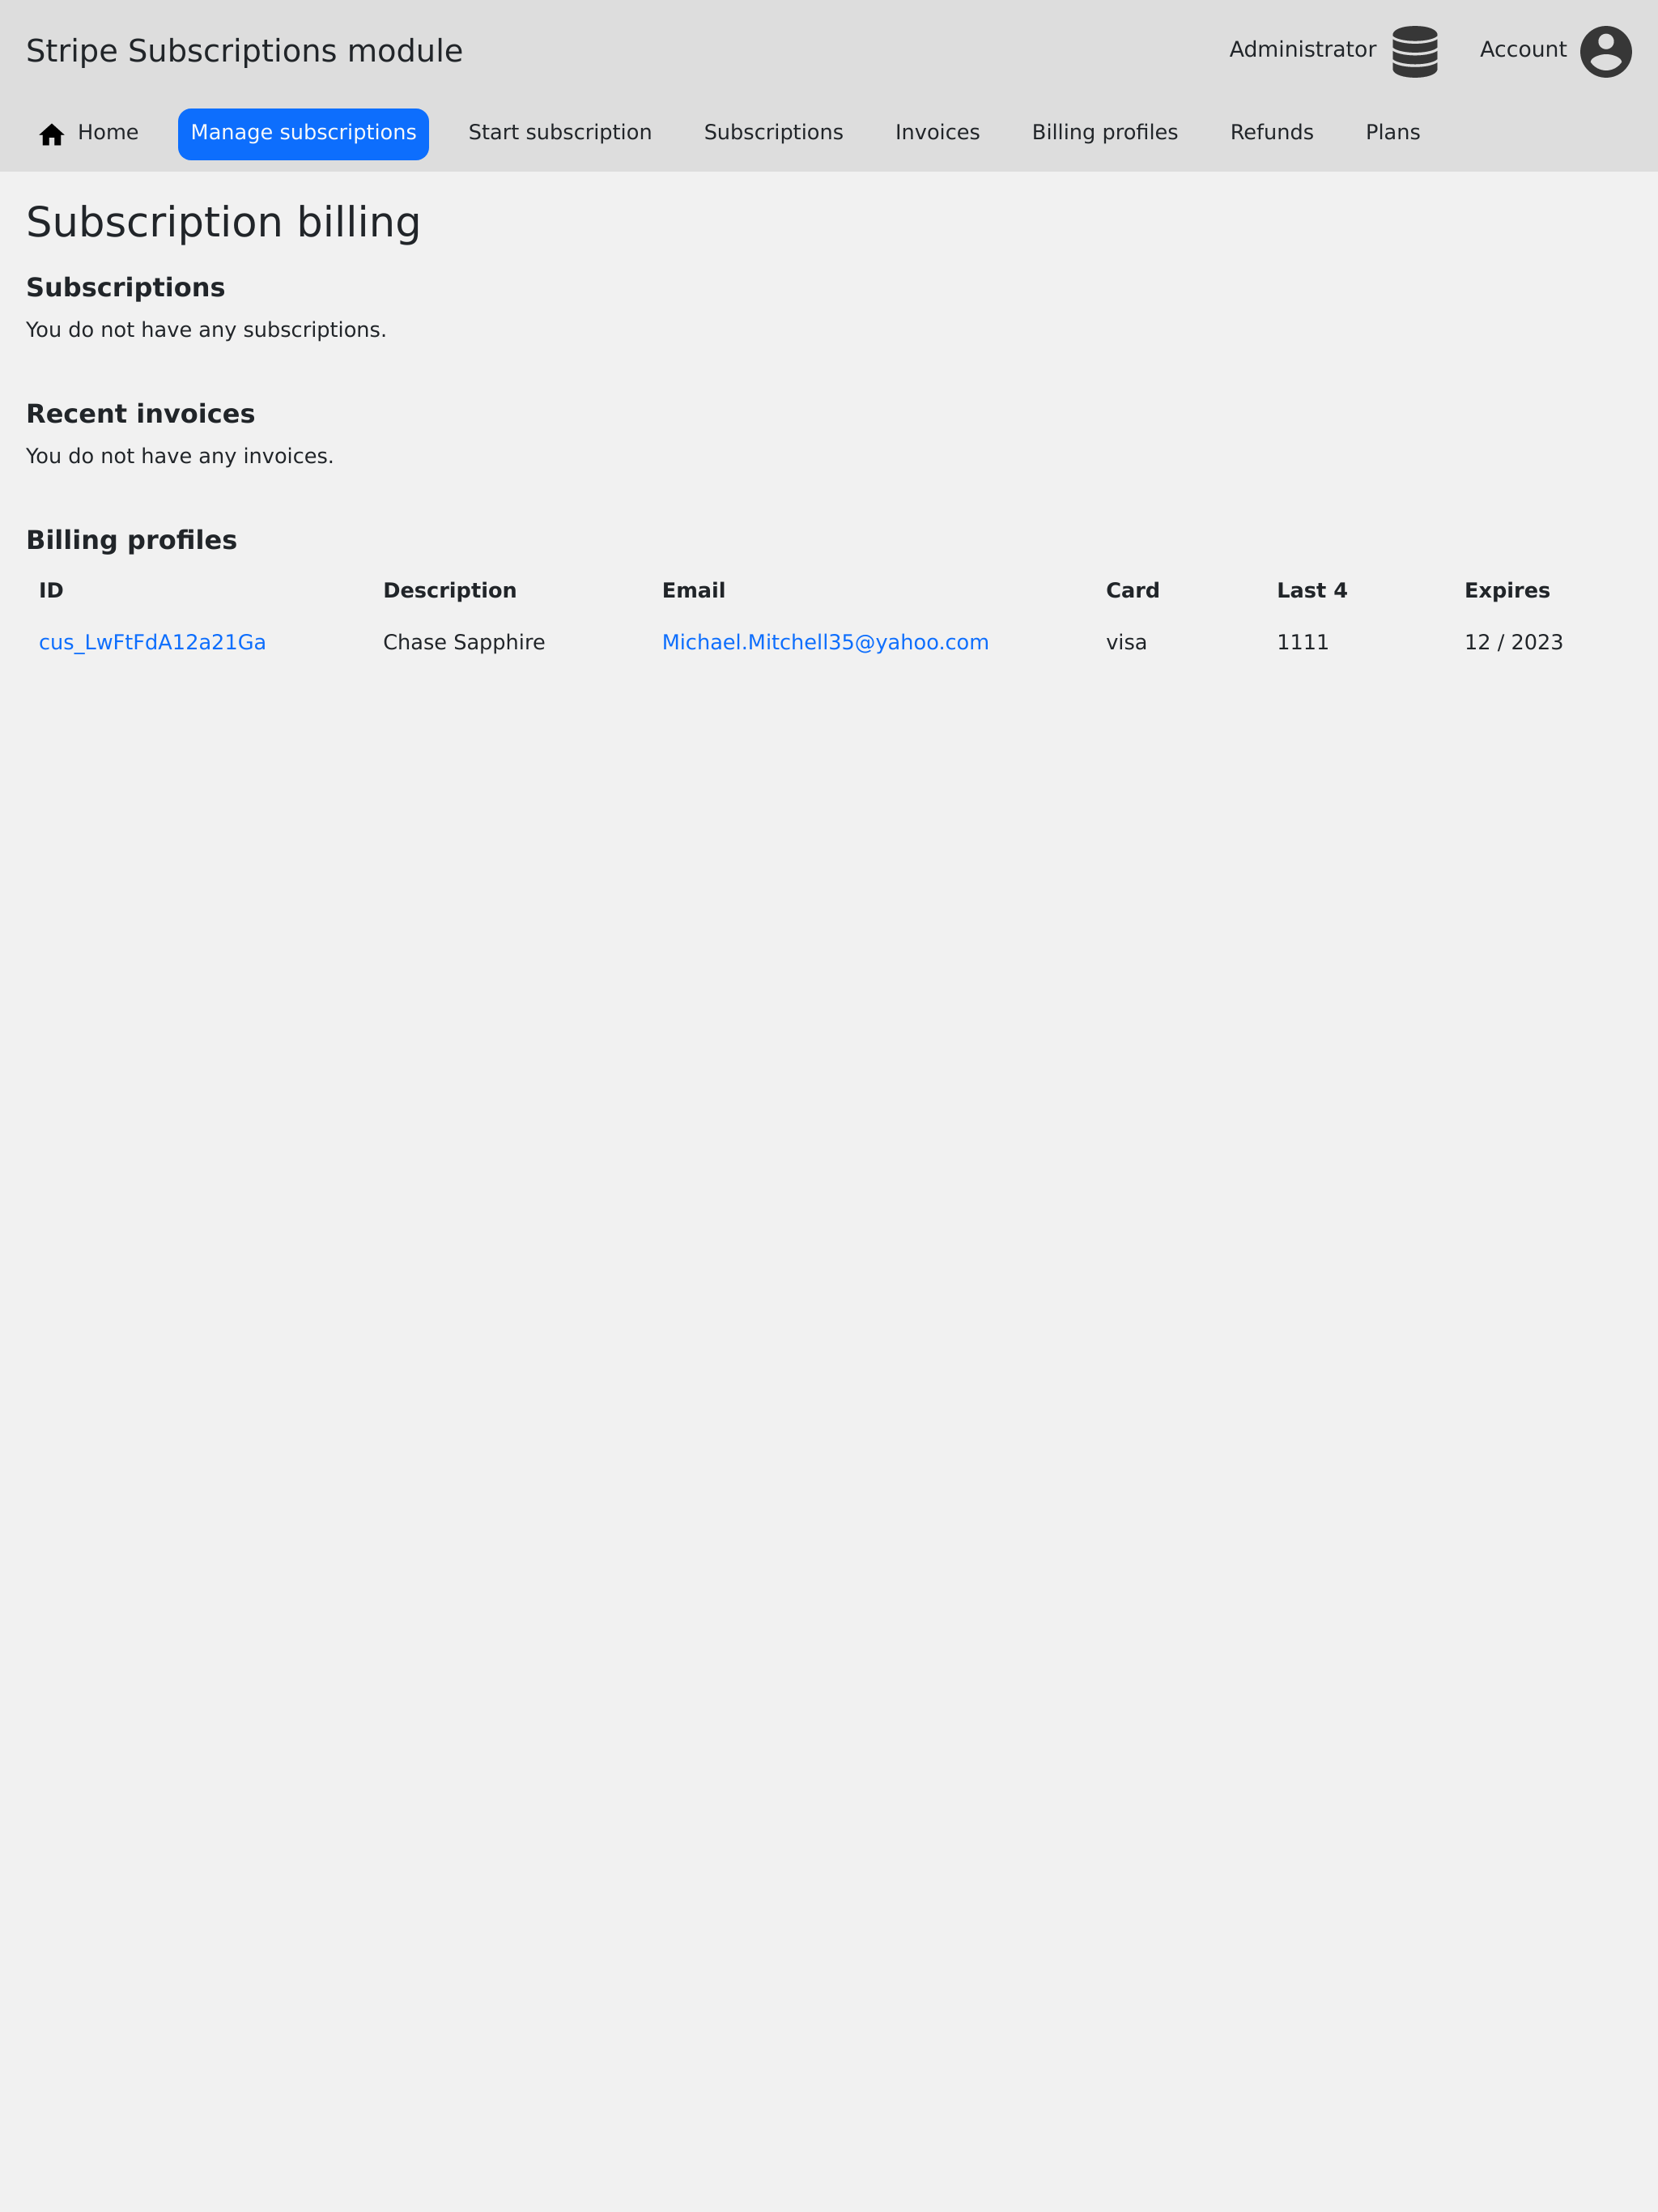 Stripe Subscriptions module
Administrator Account
Home Manage subscriptions Start subscription Subscriptions Invoices Billing profiles Refunds Plans
Subscription billing
Subscriptions
You do not have any subscriptions.
Recent invoices
You do not have any invoices.
Billing profiles
ID Description Email Card Last 4 Expires
cus_LwFtFdA12a21Ga Chase Sapphire Michael.Mitchell35@yahoo.com visa 1111 12 / 2023